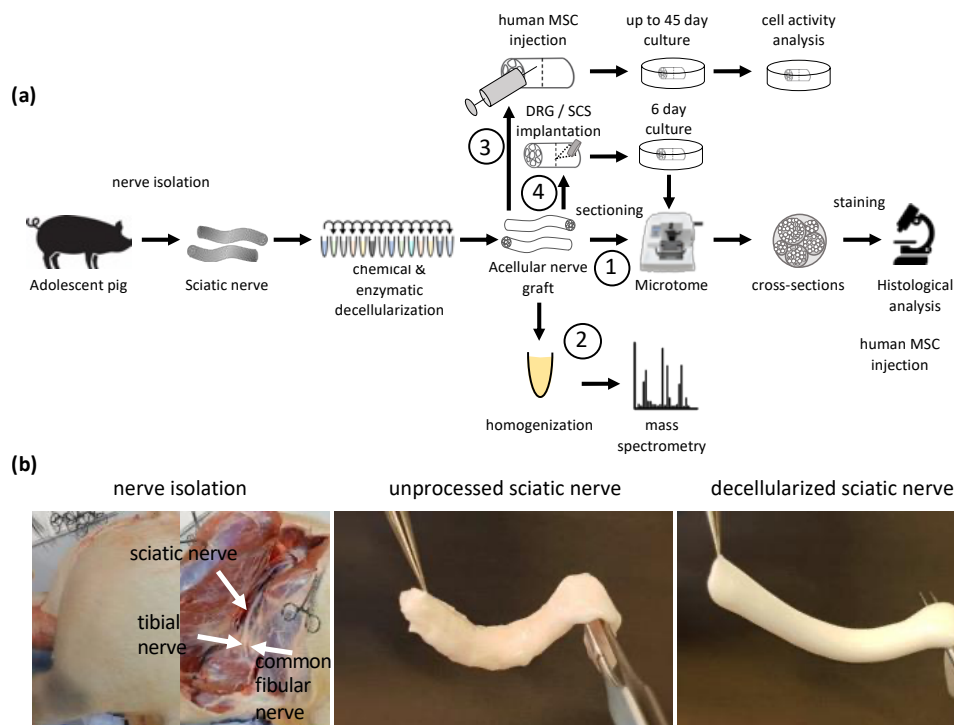 (a)
human MSC
injection
up to 45 day
culture
cell activity
analysis
DRG / SCS
implantation
6 day
culture
3
4
nerve isolation
sectioning
staining
1
Adolescent pig
Sciatic nerve
chemical &
enzymatic
decellularization
Acellular nerve
graft
Microtome
cross-sections
Histological
analysis
2
human MSC
injection
homogenization
mass
spectrometry
(b)
nerve isolation
unprocessed sciatic nerve
decellularized sciatic nerve
sciatic nerve
tibial
nerve
common
fibular
nerve